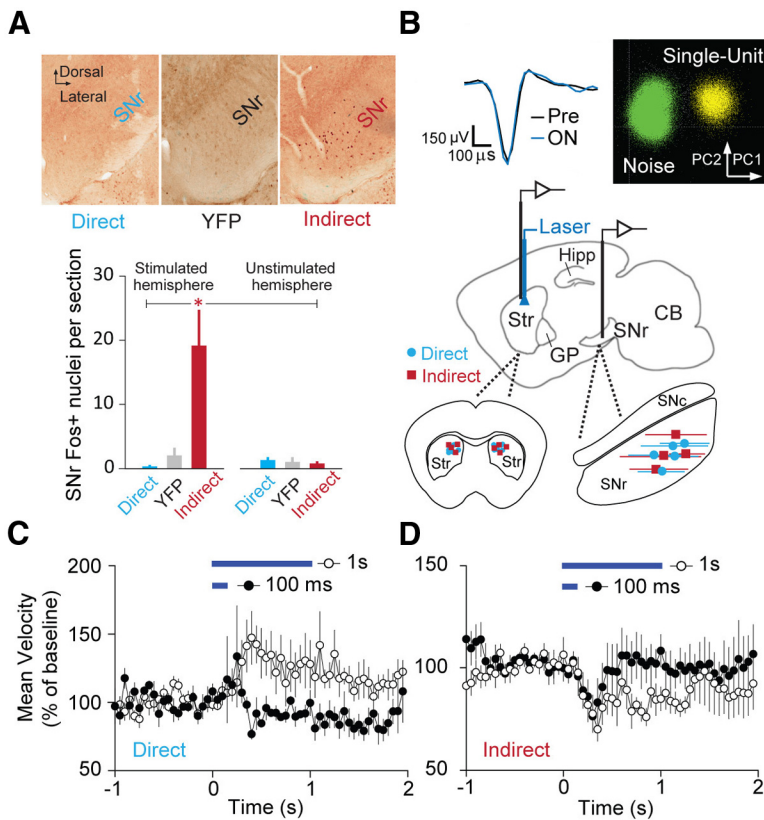 A
Dorsal
Lateral
SNr
SNr
SNr
Direct
YFP
Indirect
SNr Fos+ nuclei per section
30
20
10
0
Stimulated
hemisphere
Unstimulated
hemisphere
*
Direct
YFP
Indirect
Direct
YFP
Indirect
B
150 µV
100 µs
Pre
ON
Single-Unit
Noise
PC2
PC1
Laser
Hipp
Str
GP
SNr
CB
Direct
Indirect
Str
Str
SNc
SNr
C
Mean Velocity
(% of baseline)
200
150
100
50
1s
100 ms
Direct
-1
0
1
2
Time (s)
D
150
100
50
1s
100 ms
Indirect
-1
0
1
2
Time (s)